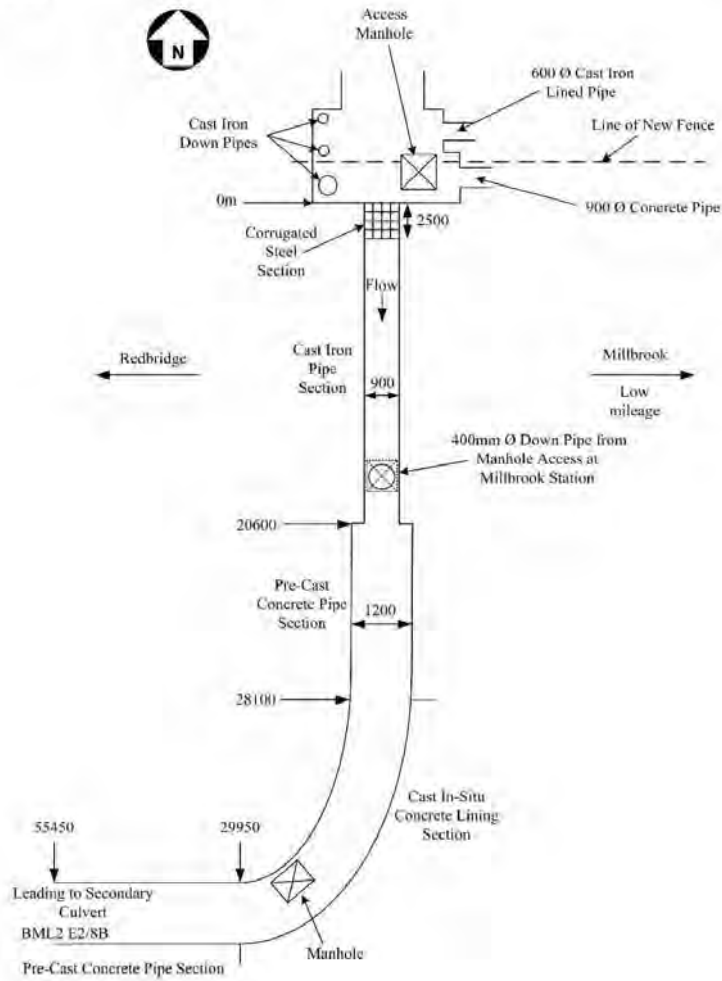 N
Access
Manhole
600 Ø Cast Iron
Lined Pipe
Cast Iron
Down Pipes
Line of New Fence
0m
900 Ø Concrete Pipe
2500
Corrugated
Steel
Section
Flow
Redbridge
Cast Iron
Pipe
Section
900
Millbrook
Low
mileage
400mm Ø Down Pipe from
Manhole Access at
Millbrook Station
20600
Pre-Cast
Concrete Pipe
Section
1200
28100
Cast In-Situ
Concrete Lining
Section
55450
29950
Leading to Secondary
Culvert
BML2 E2/8B
Manhole
Pre-Cast Concrete Pipe Section